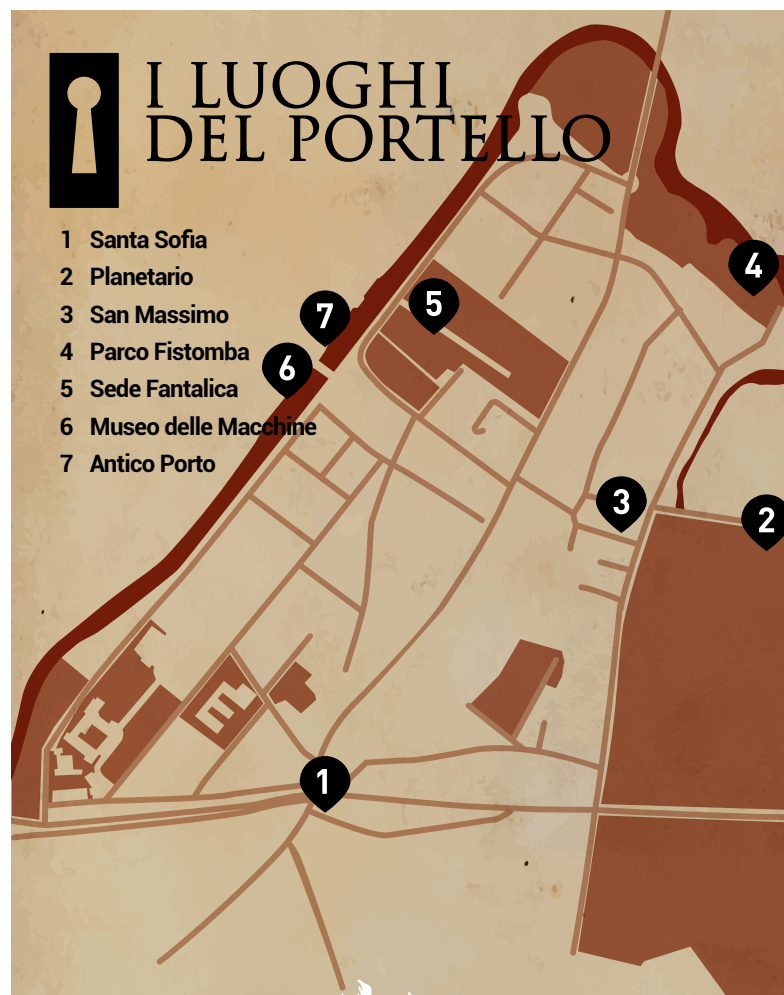 I LUOGHI
DEL PORTELLO
1 Santa Sofia
2 Planetario
3 San Massimo
4 Parco Fistomba
5 Sede Fantalica
6 Museo delle Macchine
7 Antico Porto
4
5
7
6
3
2
1